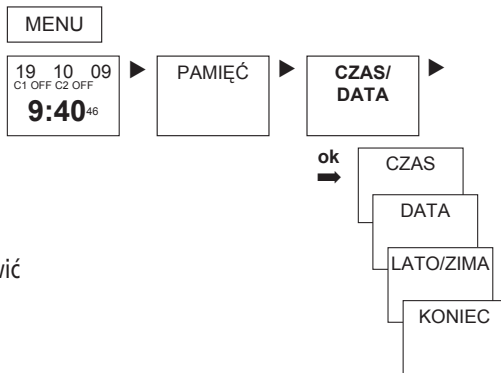 MENU
19 10 09
C1 OFF C2 OFF
9:40 46
PAMIĘĆ
CZAS/
DATA
ok
CZAS
DATA
LATO/ZIMA
KONIEC